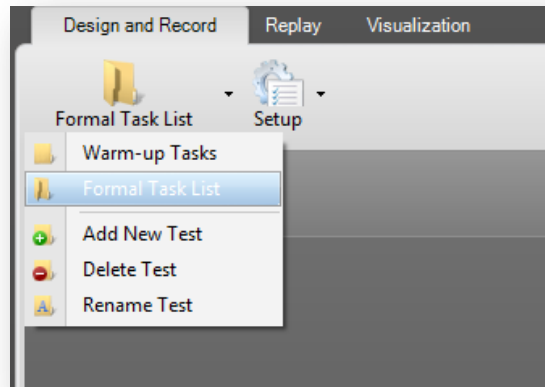 Design and Record Replay Visualization
Formal Task List Setup
Warm-up Tasks
Formal Task List
Add New Test
Delete Test
Rename Test